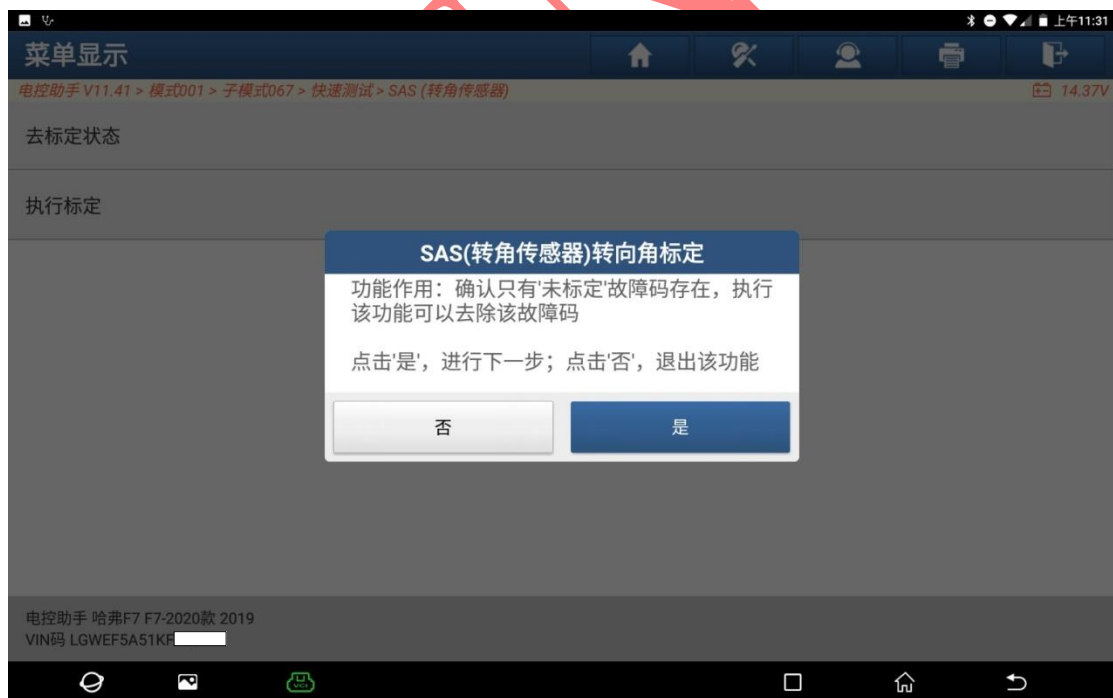 上午11:31
菜单显示
电控助手 V11.41 > 模式001 > 子模式067 > 快速测试 > SAS (转角传感器)
14.37V
去标定状态
执行标定
SAS(转角传感器)转向角标定
功能作用：确认只有'未标定'故障码存在，执行
该功能可以去除该故障码
点击'是'，进行下一步；点击'否'，退出该功能
否
是
电控助手 哈弗F7 F7-2020款 2019
VIN码 LGWEF5A51KF
VCI